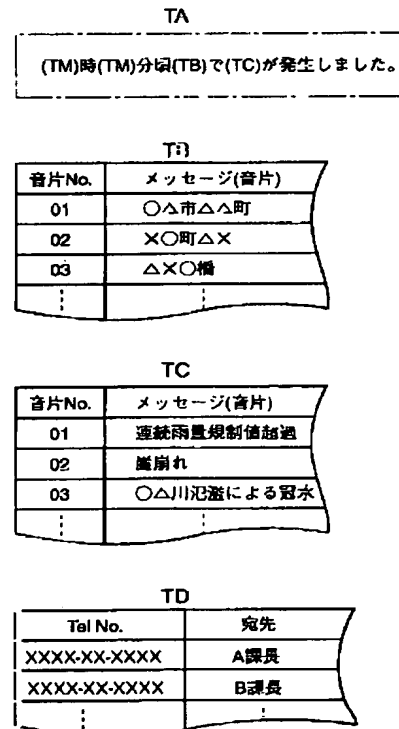 TA
(TM)時(TM)分頃(TB)で(TC)が発生しました。
TB
音片No. メッセージ(音片)
01 〇△市△△町
02 ×〇町△×
03 △×〇橋
TC
音片No. メッセージ(音片)
01 連続雨量規制値超過
02 崖崩れ
03 〇△川氾濫による冠水
TD
Tel No. 宛先
XXXX-XX-XXXX A課長
XXXX-XX-XXXX B課長